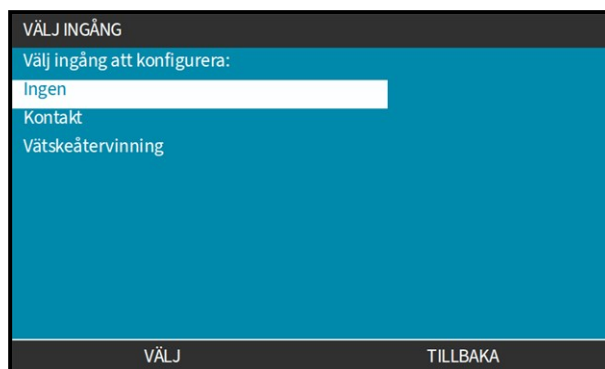 VÄLJ INGÅNG
Välj ingång att konfigurera:
Ingen
Kontakt
Vätskeåtervinning
VÄLJ TILLBAKA